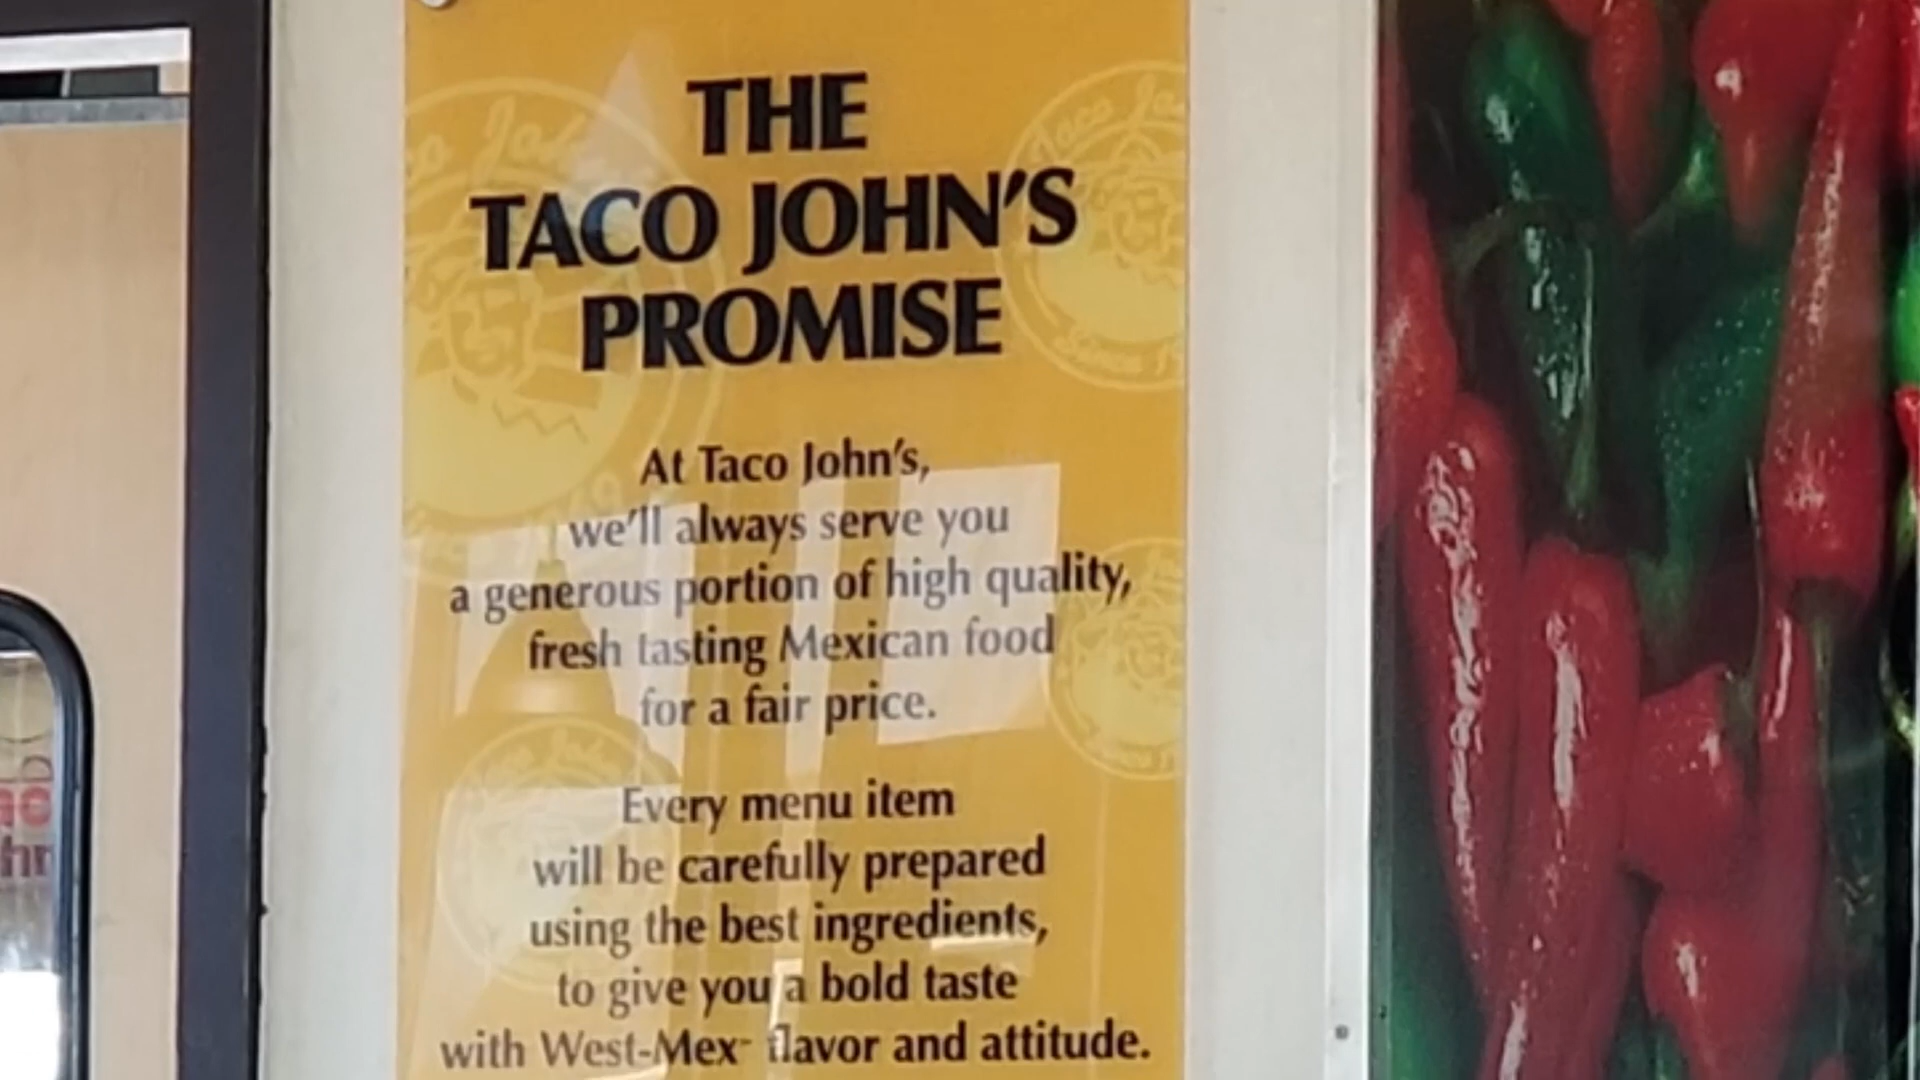 THE
TACO JOHN'S
PROMISE
At Taco John's,
we'll always serve you
a generous portion of high quality,
fresh tasting Mexican food
for a fair price.
Every menu item
will be carefully prepared
using the best ingredients,
to give you a bold taste
with West-Mex™ flavor and attitude.